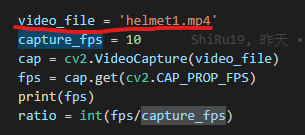 video_file = 'helmet1.mp4'
capture_fps = 10 ShiRu19, 昨天 •
cap = cv2.VideoCapture(video_file)
fps = cap.get(cv2.CAP_PROP_FPS)
print(fps)
ratio = int(fps/capture_fps)